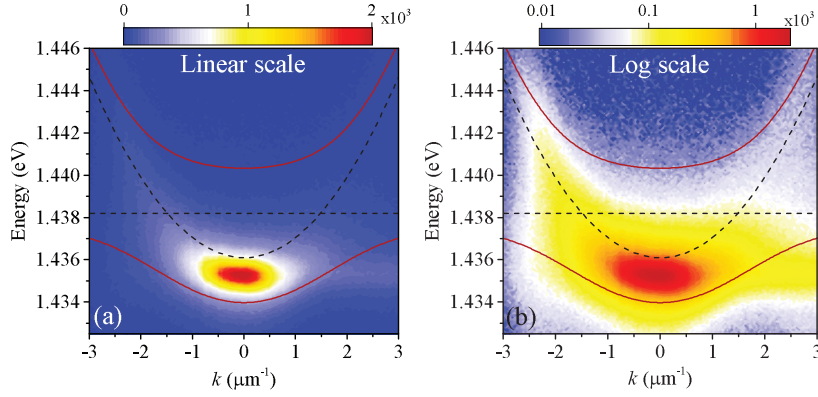 0 1 2 ×10³
Linear scale
1.446
1.444
1.442
1.440
1.438
1.436
1.434
Energy (eV)
(a)
-3 -2 -1 0 1 2 3
k (μm⁻¹)
0.01 0.1 1 ×10³
Log scale
1.446
1.444
1.442
1.440
1.438
1.436
1.434
Energy (eV)
(b)
-3 -2 -1 0 1 2 3
k (μm⁻¹)